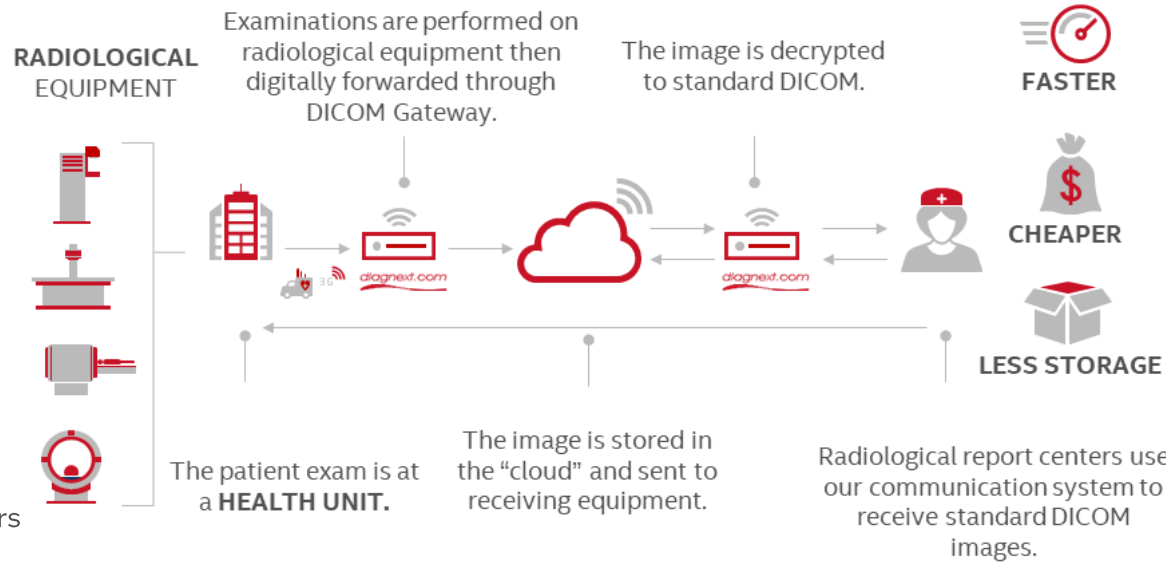 RADIOLOGICAL
EQUIPMENT
Examinations are performed on
radiological equipment then
digitally forwarded through
DICOM Gateway.
The image is decrypted
to standard DICOM.
FASTER
$
CHEAPER
LESS STORAGE
3G
diagnext.com
diagnext.com
The patient exam is at
a HEALTH UNIT.
The image is stored in
the “cloud” and sent to
receiving equipment.
Radiological report centers use
our communication system to
receive standard DICOM
images.
rs